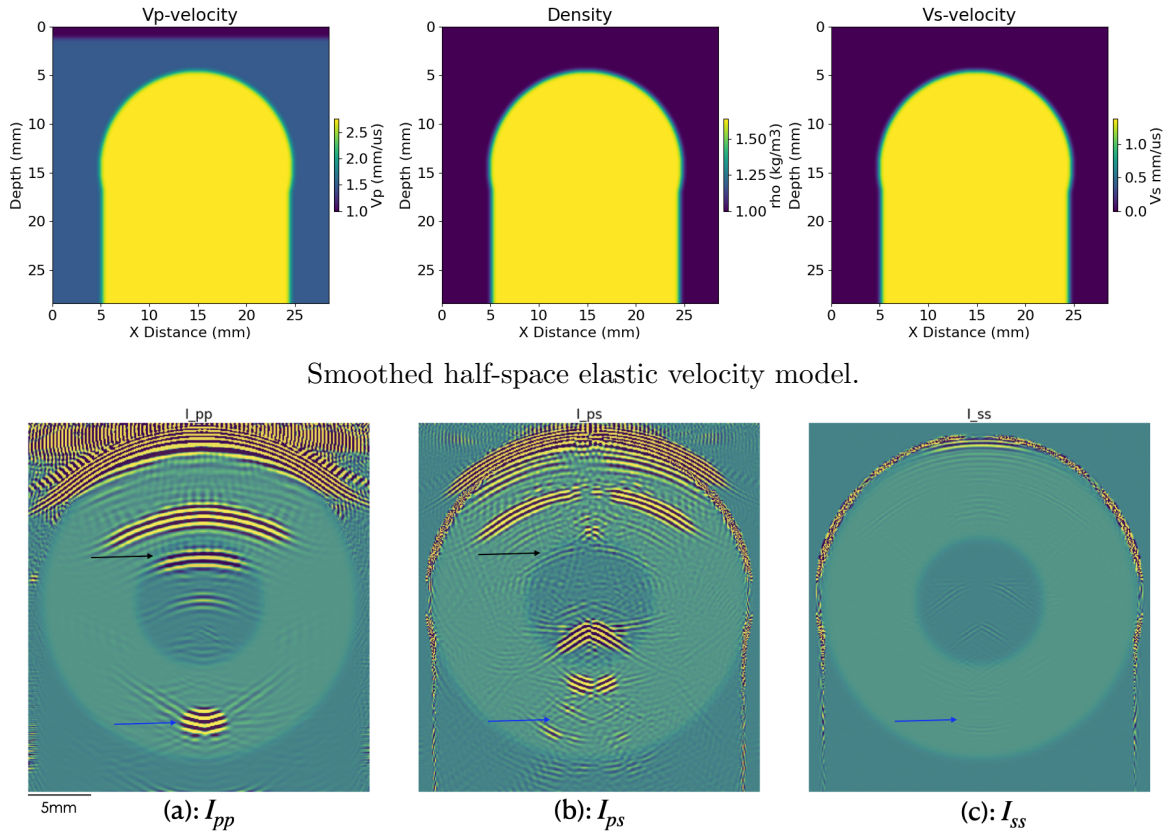 Vp-velocity
Density
Vs-velocity
0
5
10
15
20
25
Depth (mm)
0
5
10
15
20
25
X Distance (mm)
2.5
2.0
1.5
1.0
Vp (mm/us)
0
5
10
15
20
25
Depth (mm)
0
5
10
15
20
25
X Distance (mm)
1.50
1.25
1.00
rho (kg/m3)
0
5
10
15
20
25
Depth (mm)
0
5
10
15
20
25
X Distance (mm)
1.0
0.5
0.0
Vs mm/us)
Smoothed half-space elastic velocity model.
I_pp
I_ps
I_ss
5mm
(a): Ipp
(b): Ips
(c): Iss